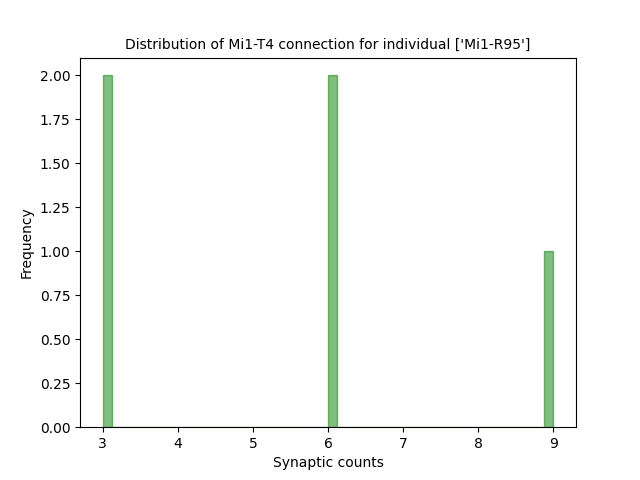 Distribution of Mi1-T4 connection for individual ['Mi1-R95']
2.00
1.75
1.50
1.25
1.00
0.75
0.50
0.25
0.00
Frequency
3 4 5 6 7 8 9
Synaptic counts